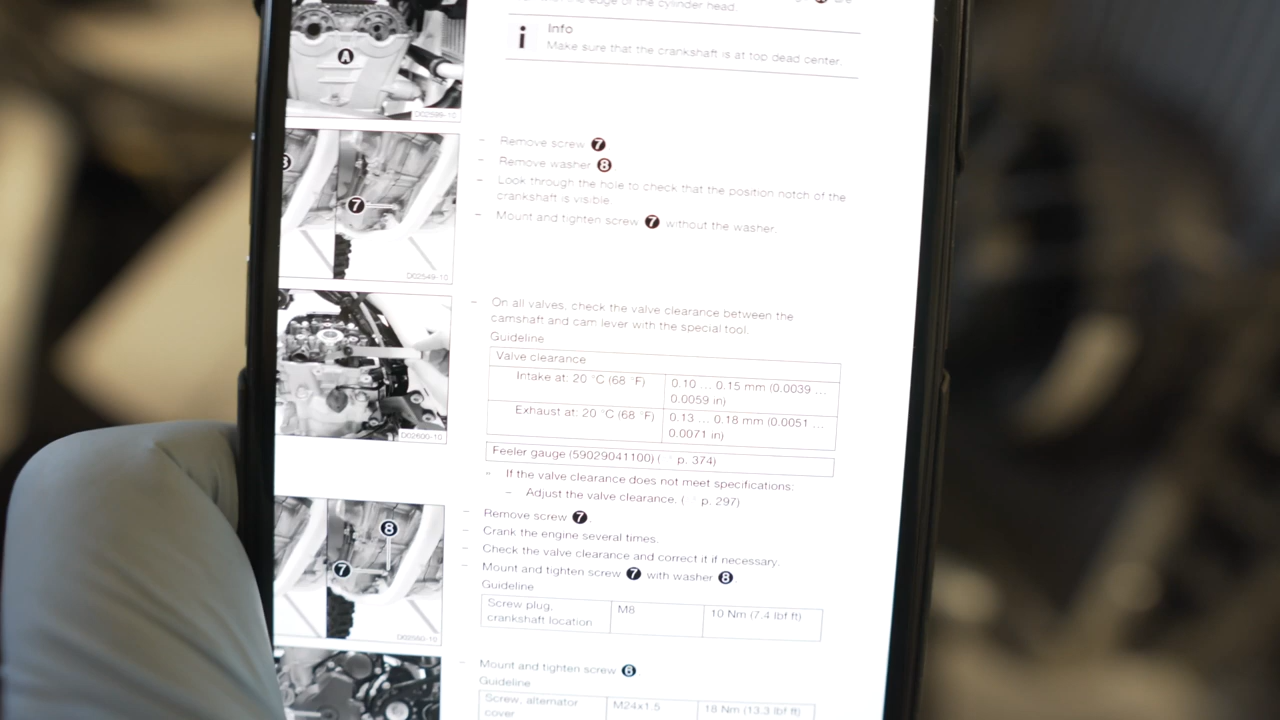 on the edge of the cylinder head.
Info
Make sure that the crankshaft is at top dead center.
A
D02599-10
– Remove screw 7
– Remove washer 8
– Look through the hole to check that the position notch of the
crankshaft is visible.
– Mount and tighten screw 7 without the washer.
8
7
D02549-10
– On all valves, check the valve clearance between the
camshaft and cam lever with the special tool.
Guideline
Valve clearance
Intake at: 20 °C (68 °F)
0.10 … 0.15 mm (0.0039 …
0.0059 in)
Exhaust at: 20 °C (68 °F)
0.13 … 0.18 mm (0.0051 …
0.0071 in)
Feeler gauge (59029041100) ( p. 374)
D02600-10
" If the valve clearance does not meet specifications:
– Adjust the valve clearance. ( p. 297)
– Remove screw 7.
– Crank the engine several times.
– Check the valve clearance and correct it if necessary.
– Mount and tighten screw 7 with washer 8
Guideline
Screw plug,
crankshaft location
M8
10 Nm (7.4 lbf ft)
8
7
D02550-10
– Mount and tighten screw 6
Guideline
Screw, alternator
cover
M24x1.5
18 Nm (13.3 lbf ft)